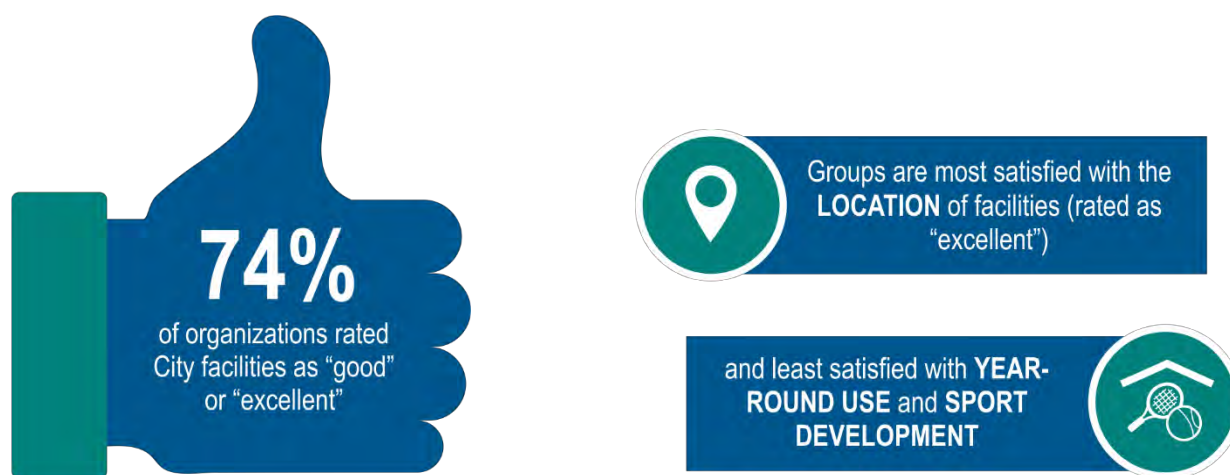 74%
of organizations rated
City facilities as “good”
or “excellent”
Groups are most satisfied with the
LOCATION of facilities (rated as
“excellent”)
and least satisfied with YEAR-
ROUND USE and SPORT
DEVELOPMENT